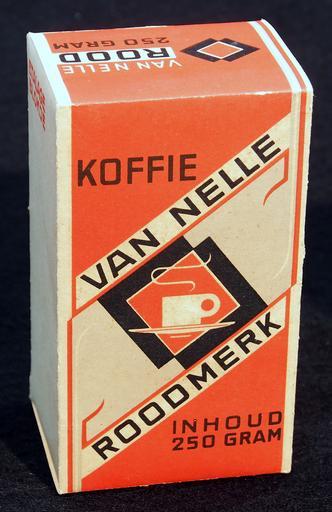 VAN NELLE
ROOD
250 GRAM
KOFFIE
VAN NELLE
ROODMERK
INHOUD
250 GRAM